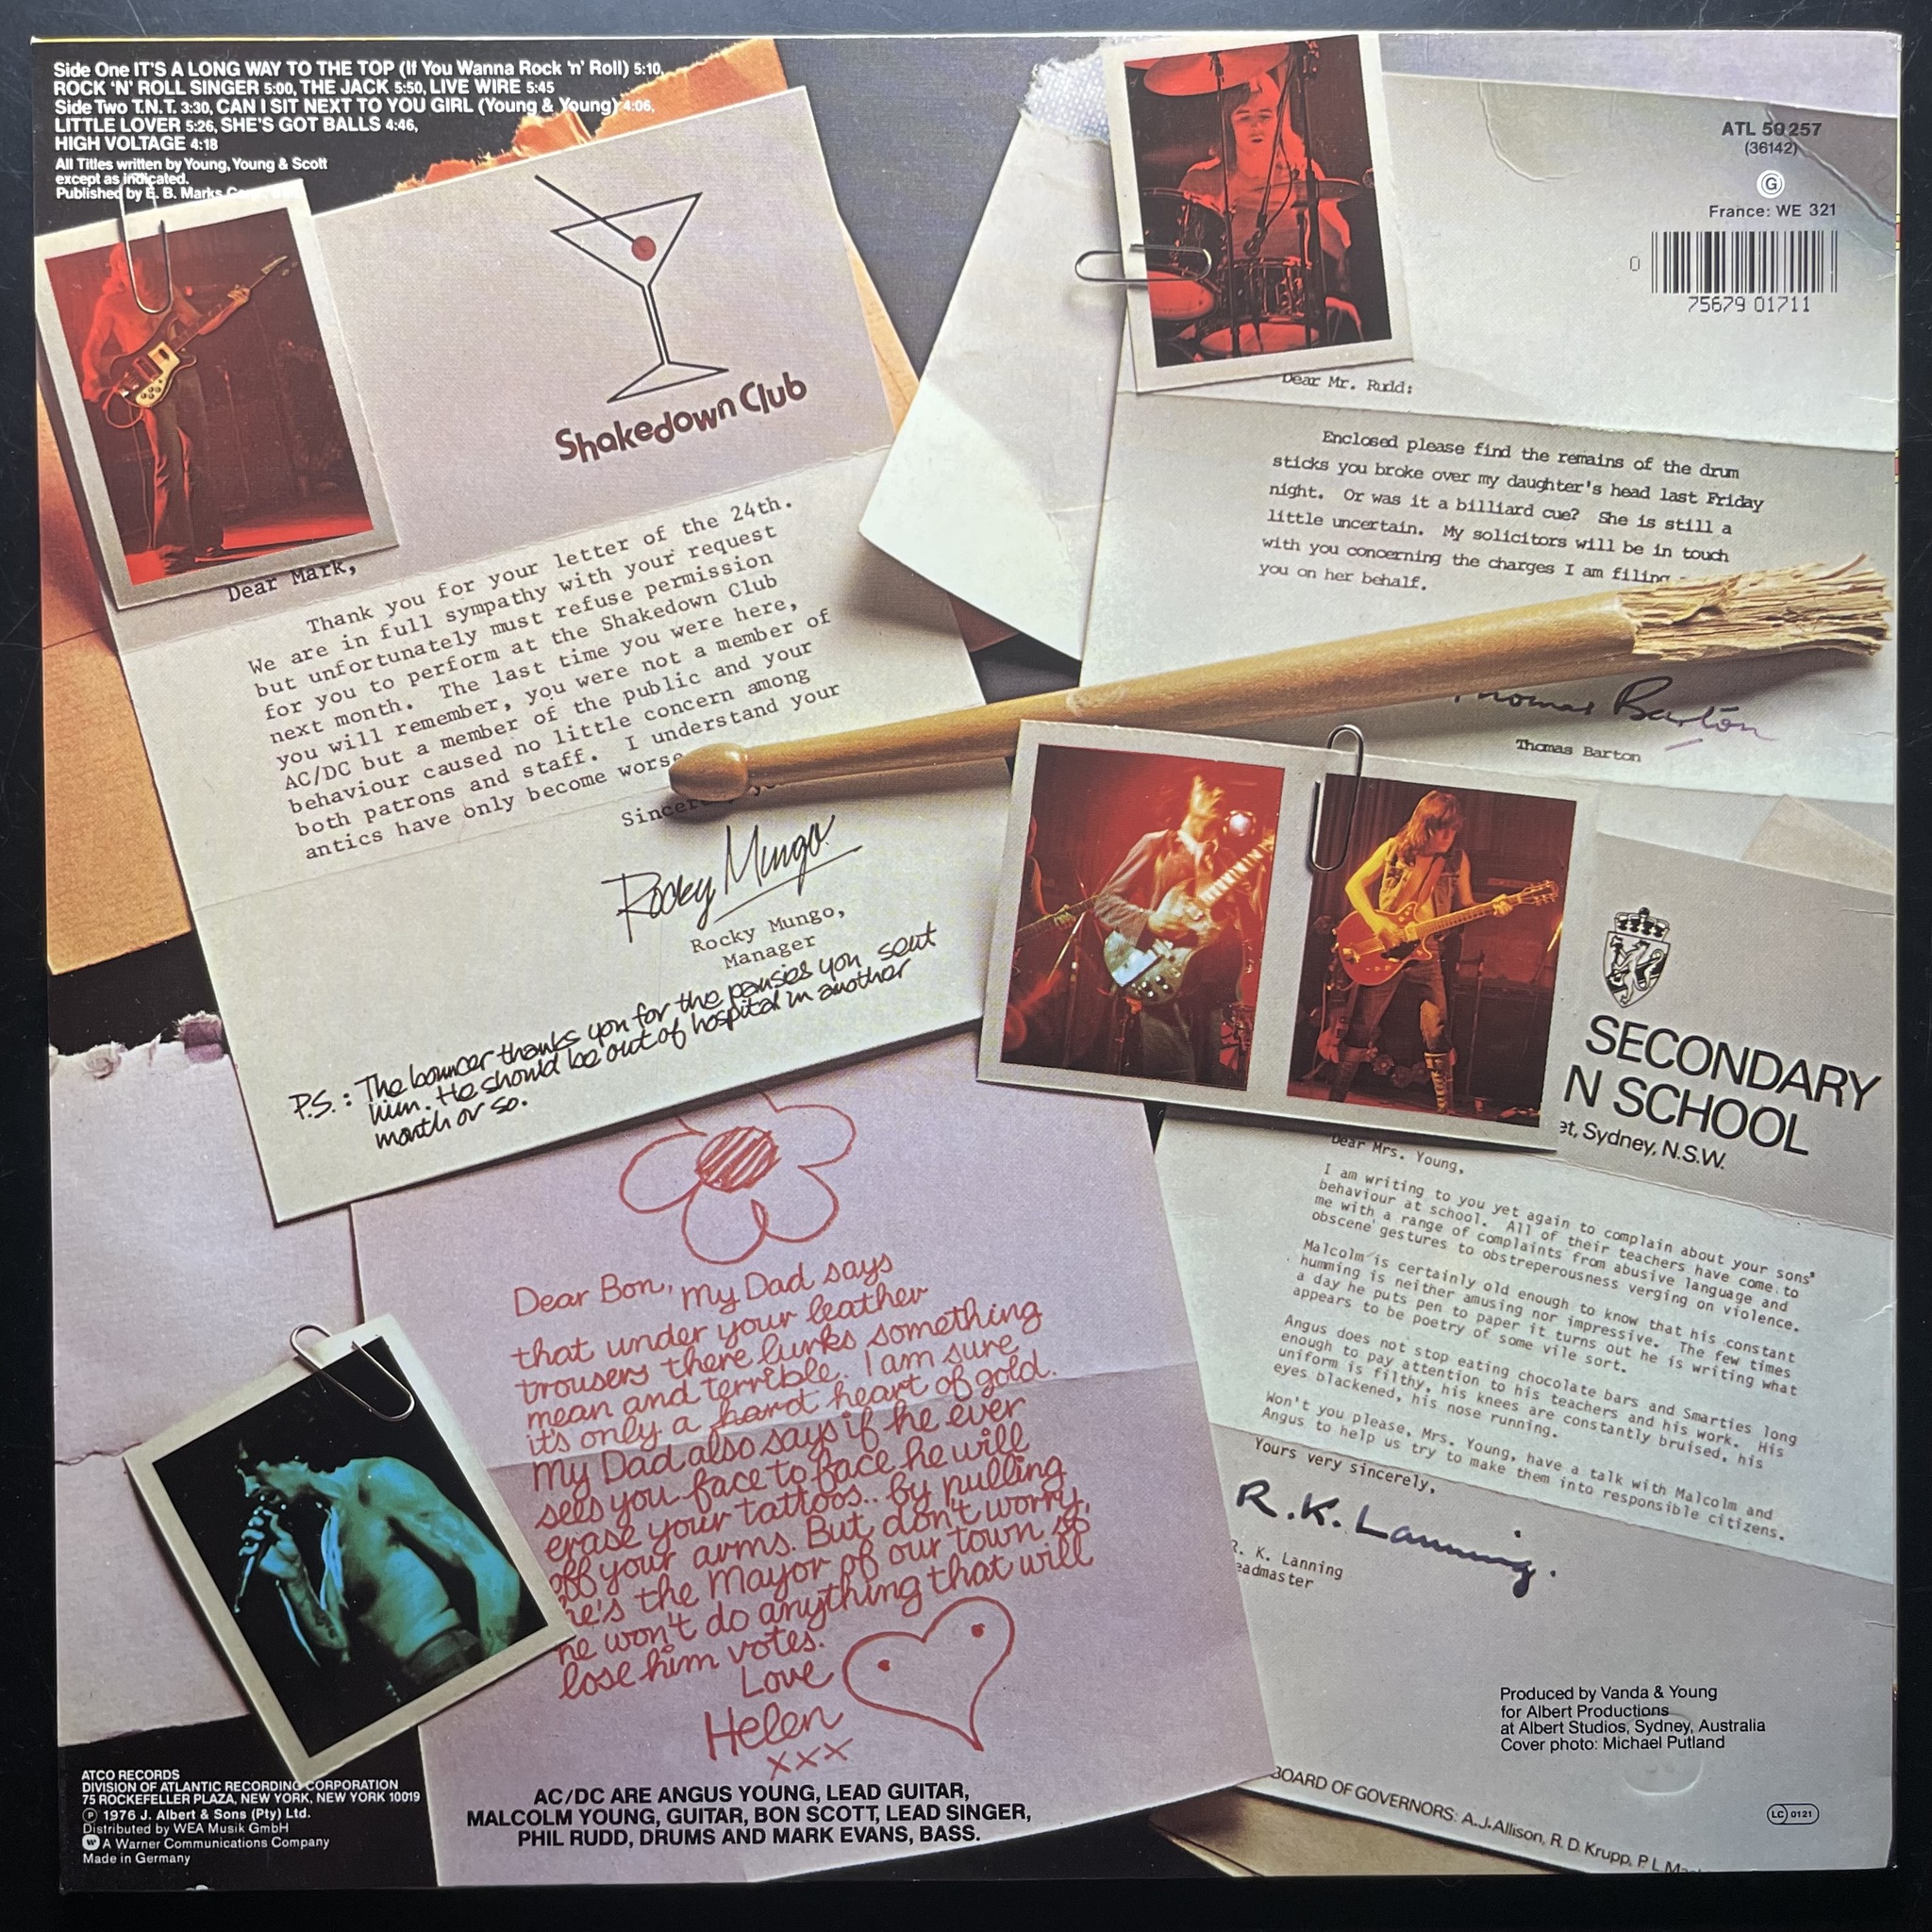 Side One IT'S A LONG WAY TO THE TOP (If You Wanna Rock 'n' Roll) 5:10,
ROCK 'N' ROLL SINGER 5:00, THE JACK 5:50, LIVE WIRE 5:45
Side Two T.N.T. 3:30, CAN I SIT NEXT TO YOU GIRL (Young & Young) 4:06,
LITTLE LOVER 5:26, SHE'S GOT BALLS 4:46,
HIGH VOLTAGE 4:18
All Titles written by Young, Young & Scott
except as indicated.
Published by E. B. Marks
Shakedown Club
Dear Mark,
Thank you for your letter of the 24th.
We are in full sympathy with your request
but unfortunately must refuse permission
for you to perform at the Shakedown Club
next month. The last time you were here,
you will remember, you were not a member of
AC/DC but a member of the public and your
behaviour caused no little concern among
both patrons and staff. I understand your
antics have only become worse
Rocky Mungo
Rocky Mungo,
Manager
P.S.: The bouncer thanks you for the pansies you sent
him. He should be out of hospital in another
month or so.
ATL 50 257
(36142)
G
France: WE 321
0
75679 01711
Dear Mr. Rudd:
Enclosed please find the remains of the drum
sticks you broke over my daughter's head last Friday
night. Or was it a billiard cue? She is still a
little uncertain. My solicitors will be in touch
with you concerning the charges I am filing
you on her behalf.
Thomas Barton
Thomas Barton
SECONDARY
N SCHOOL
et, Sydney, N.S.W.
Dear Mrs. Young,
I am writing to you yet again to complain about your sons'
behaviour at school. All of their teachers have come to
me with a range of complaints from abusive language and
obscene gestures to obstreperousness verging on violence.
Malcolm is certainly old enough to know that his constant
humming is neither amusing nor impressive. The few times
a day he puts pen to paper it turns out he is writing what
appears to be poetry of some vile sort.
Angus does not stop eating chocolate bars and Smarties long
enough to pay attention to his teachers and his work. His
uniform is filthy, his knees are constantly bruised, his
eyes blackened, his nose running.
Won't you please, Mrs. Young, have a talk with Malcolm and
Angus to help us try to make them into responsible citizens.
Yours very sincerely,
R.K. Lanning.
R. K. Lanning
eadmaster
BOARD OF GOVERNORS: A.J. Allison, R. D. Krupp, P. L.
Dear Bon, My Dad says
that under your leather
trousers there lurks something
mean and terrible. I am sure
it's only a hard heart of gold.
My Dad also says if he ever
sees you face to face he will
erase your tattoos.. by pulling
off your arms. But don't worry,
he's the Mayor of our town so
he won't do anything that will
lose him votes.
Love
Helen
xxx
AC/DC ARE ANGUS YOUNG, LEAD GUITAR,
MALCOLM YOUNG, GUITAR, BON SCOTT, LEAD SINGER,
PHIL RUDD, DRUMS AND MARK EVANS, BASS.
Produced by Vanda & Young
for Albert Productions
at Albert Studios, Sydney, Australia
Cover photo: Michael Putland
LC 0121
ATCO RECORDS
DIVISION OF ATLANTIC RECORDING CORPORATION
75 ROCKEFELLER PLAZA, NEW YORK, NEW YORK 10019
℗ 1976 J. Albert & Sons (Pty) Ltd.
Distributed by WEA Musik GmbH
A Warner Communications Company
Made in Germany